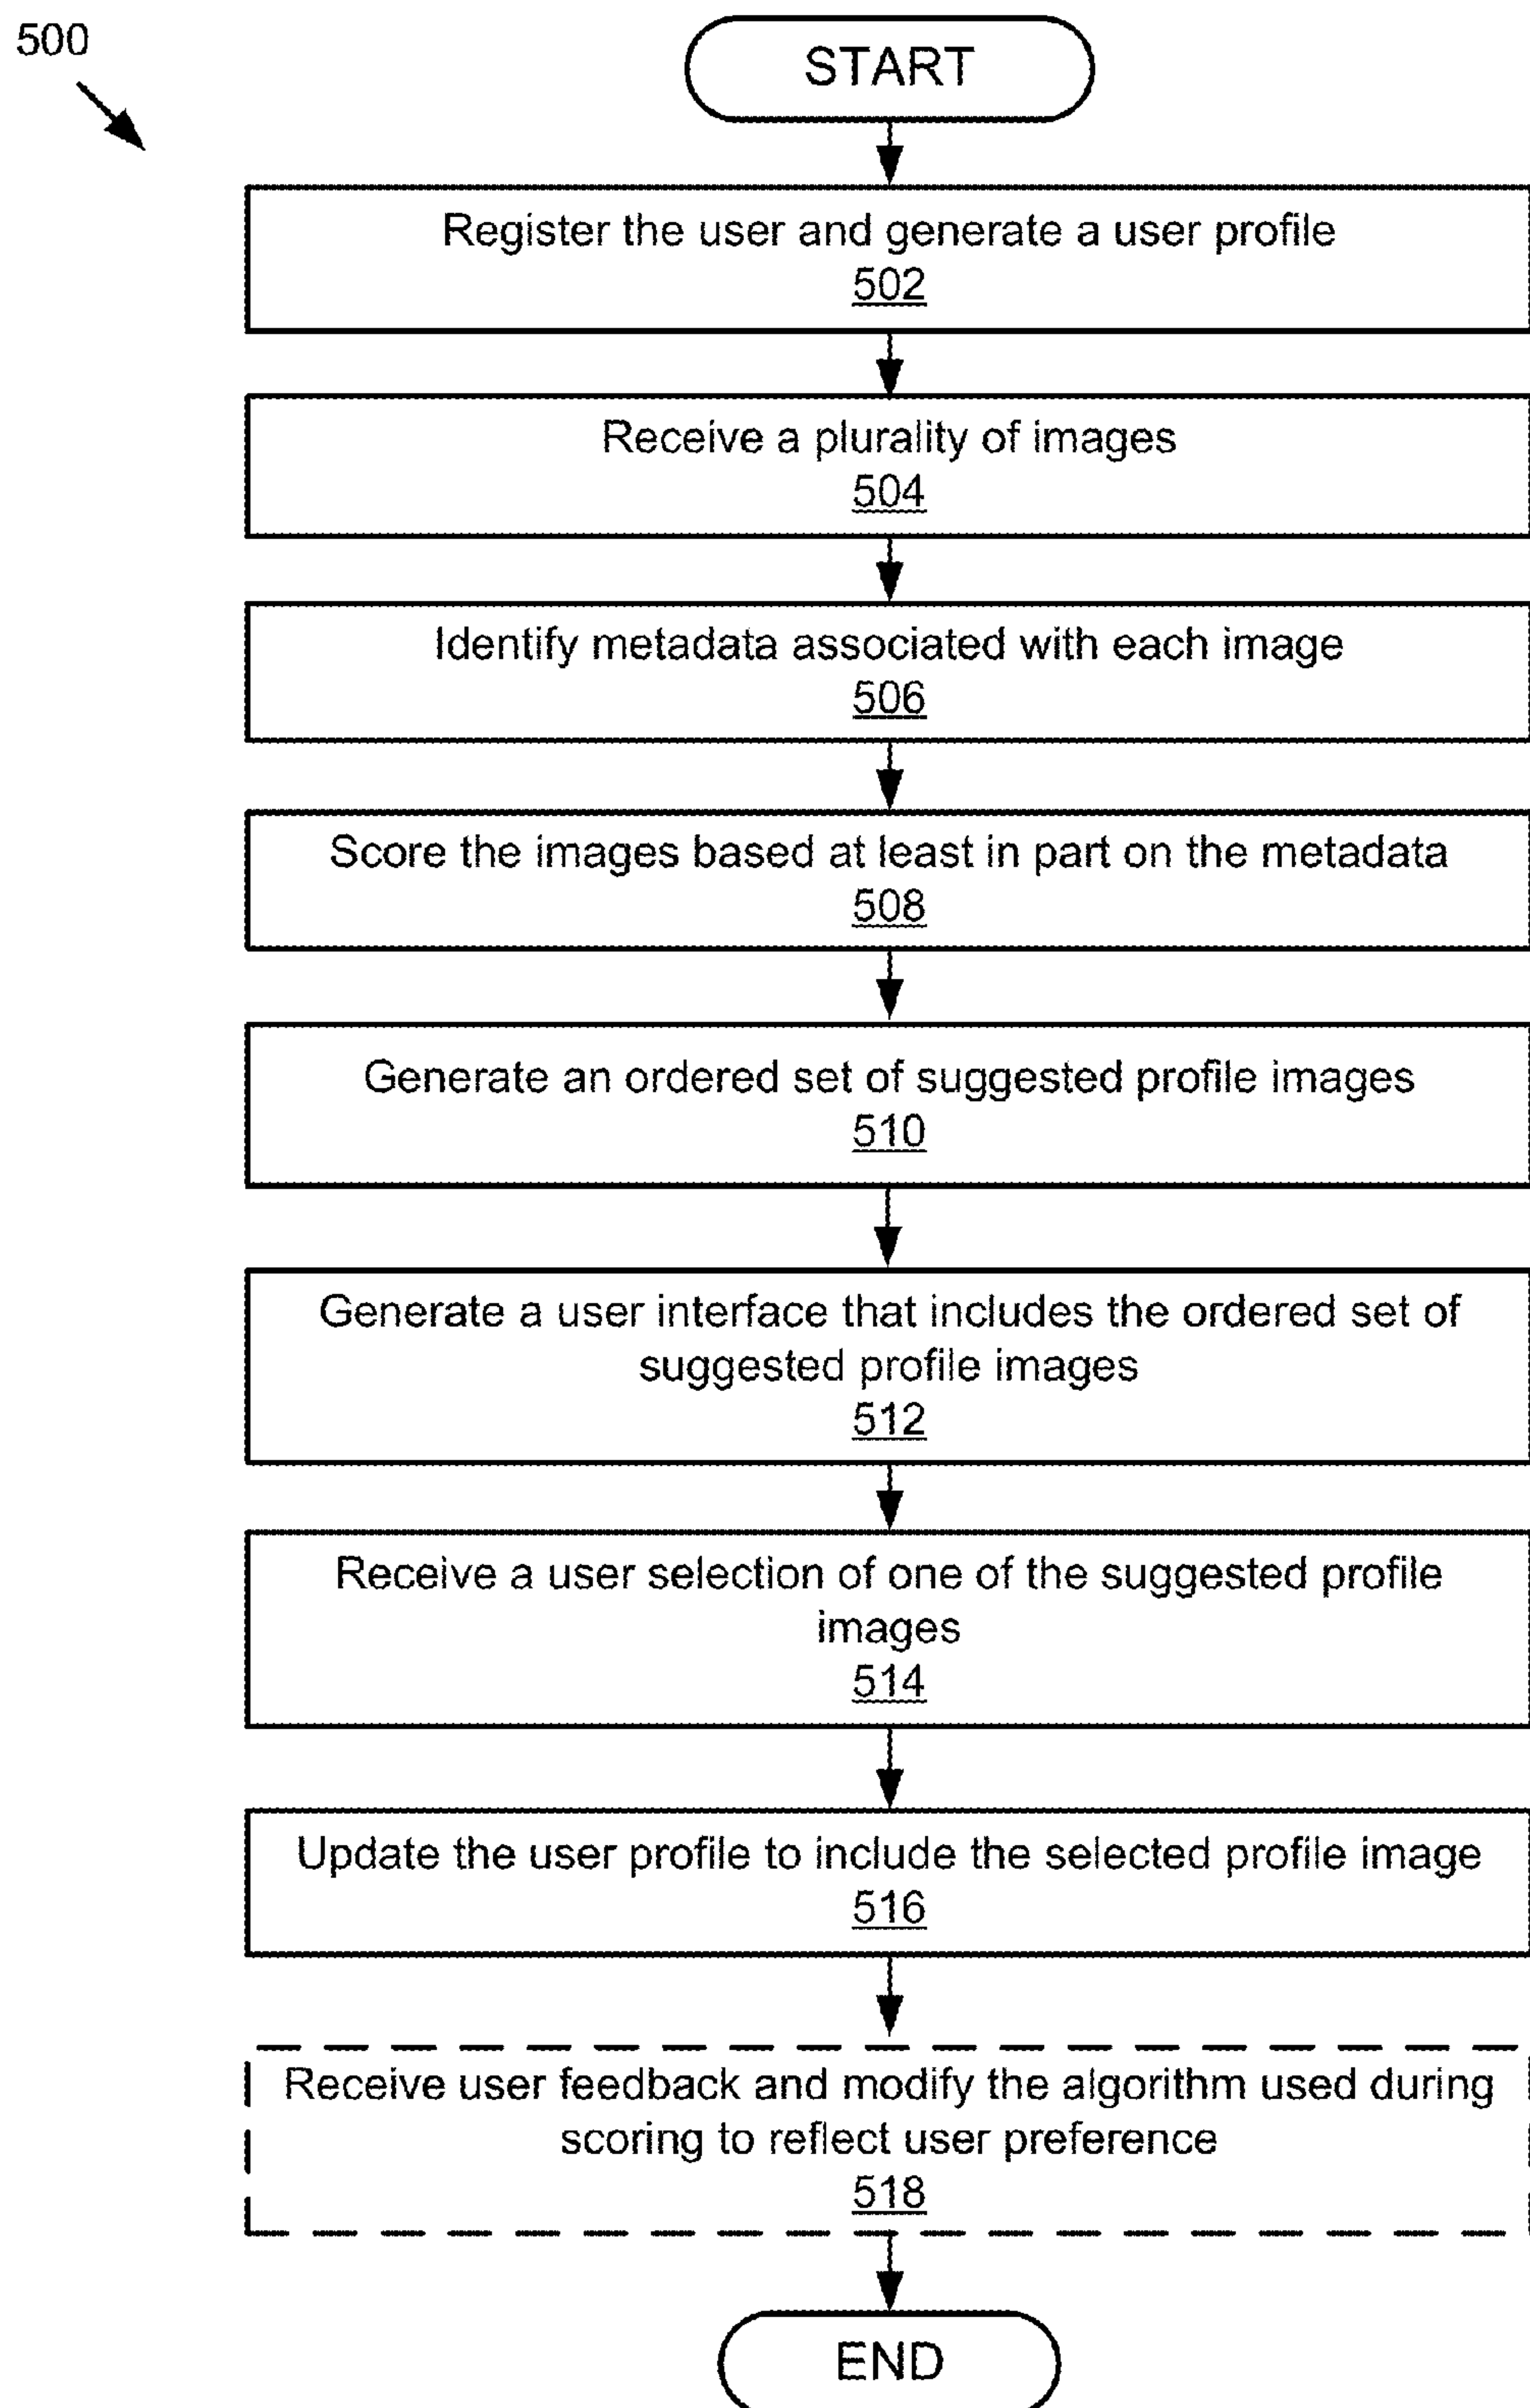 500
START
Register the user and generate a user profile
502
Receive a plurality of images
504
Identify metadata associated with each image
506
Score the images based at least in part on the metadata
508
Generate an ordered set of suggested profile images
510
Generate a user interface that includes the ordered set of
suggested profile images
512
Receive a user selection of one of the suggested profile
images
514
Update the user profile to include the selected profile image
516
Receive user feedback and modify the algorithm used during
scoring to reflect user preference
518
END